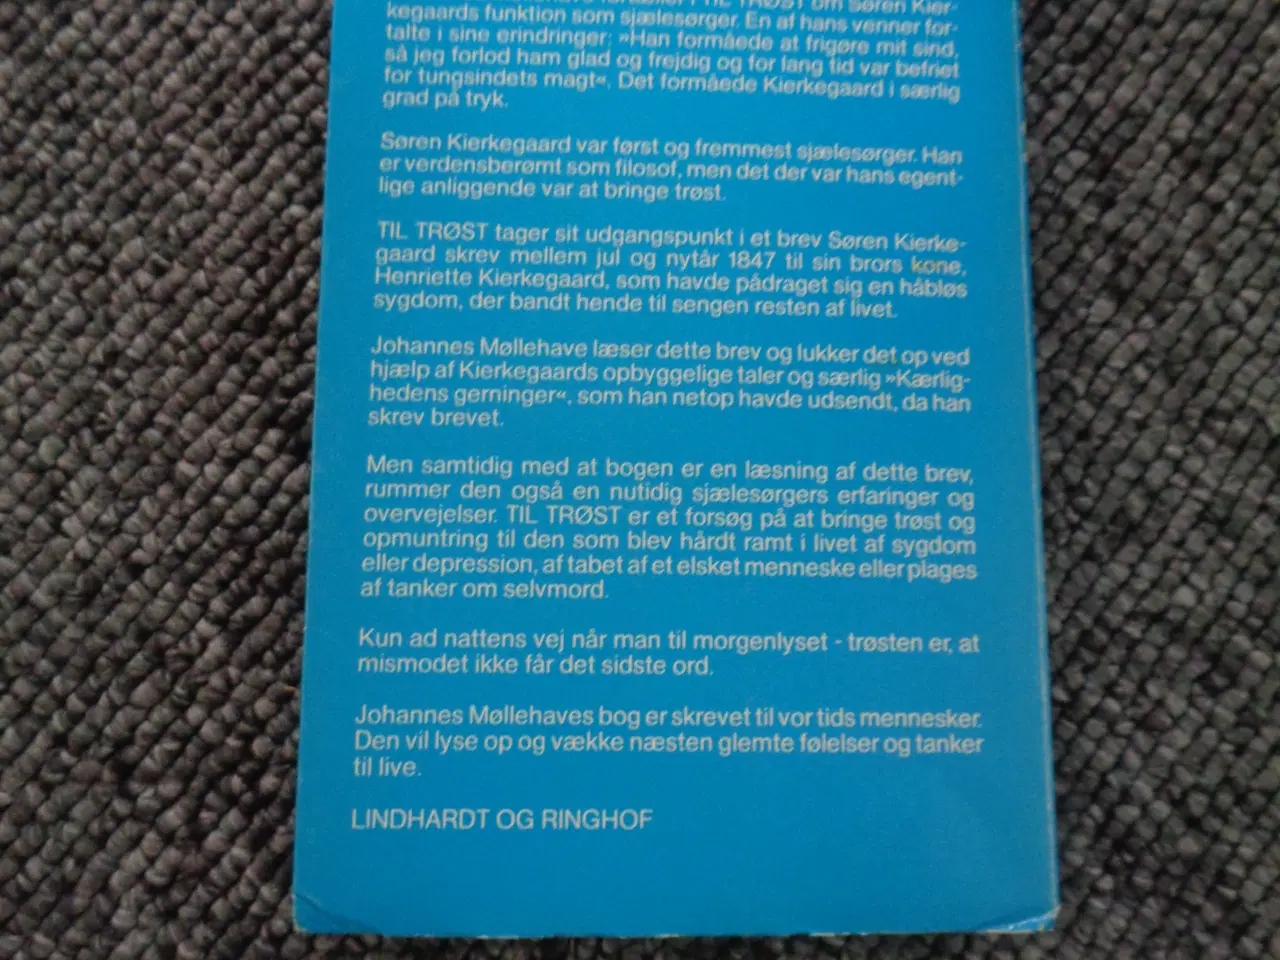 TIL TRØST om Søren Kier-
kegaards funktion som sjælesørger. En af hans venner for-
talte i sine erindringer: »Han formåede at frigøre mit sind,
så jeg forlod ham glad og frejdig og for lang tid var befriet
for tungsindets magt«. Det formåede Kierkegaard i særlig
grad på tryk.
Søren Kierkegaard var først og fremmest sjælesørger. Han
er verdensberømt som filosof, men det der var hans egent-
lige anliggende var at bringe trøst.
TIL TRØST tager sit udgangspunkt i et brev Søren Kierke-
gaard skrev mellem jul og nytår 1847 til sin brors kone,
Henriette Kierkegaard, som havde pådraget sig en håbløs
sygdom, der bandt hende til sengen resten af livet.
Johannes Møllehave læser dette brev og lukker det op ved
hjælp af Kierkegaards opbyggelige taler og særlig »Kærlig-
hedens gerninger«, som han netop havde udsendt, da han
skrev brevet.
Men samtidig med at bogen er en læsning af dette brev,
rummer den også en nutidig sjælesørgers erfaringer og
overvejelser. TIL TRØST er et forsøg på at bringe trøst og
opmuntring til den som blev hårdt ramt i livet af sygdom
eller depression, af tabet af et elsket menneske eller plages
af tanker om selvmord.
Kun ad nattens vej når man til morgenlyset - trøsten er, at
mismodet ikke får det sidste ord.
Johannes Møllehaves bog er skrevet til vor tids mennesker.
Den vil lyse op og vække næsten glemte følelser og tanker
til live.
LINDHARDT OG RINGHOF